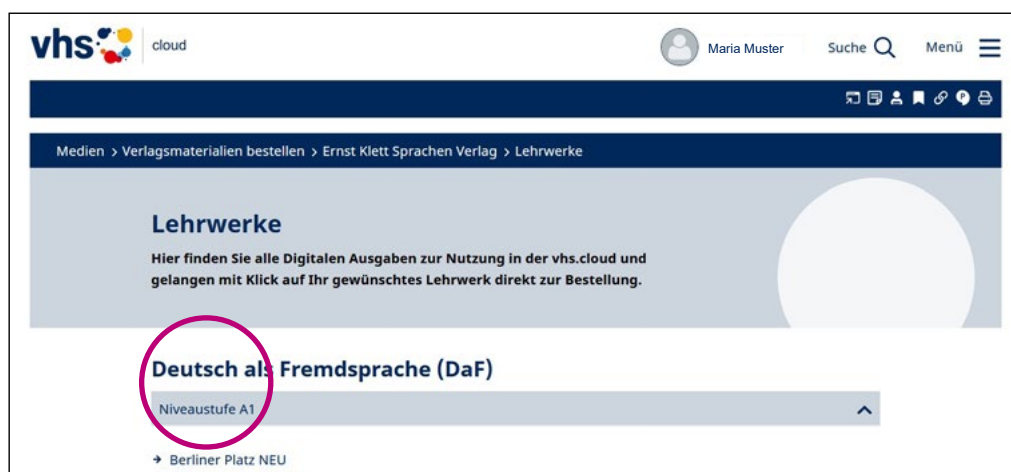 vhs cloud Maria Muster Suche Menü
Medien > Verlagsmaterialien bestellen > Ernst Klett Sprachen Verlag > Lehrwerke
Lehrwerke
Hier finden Sie alle Digitalen Ausgaben zur Nutzung in der vhs.cloud und
gelangen mit Klick auf Ihr gewünschtes Lehrwerk direkt zur Bestellung.
Deutsch als Fremdsprache (DaF)
Niveaustufe A1
→ Berliner Platz NEU